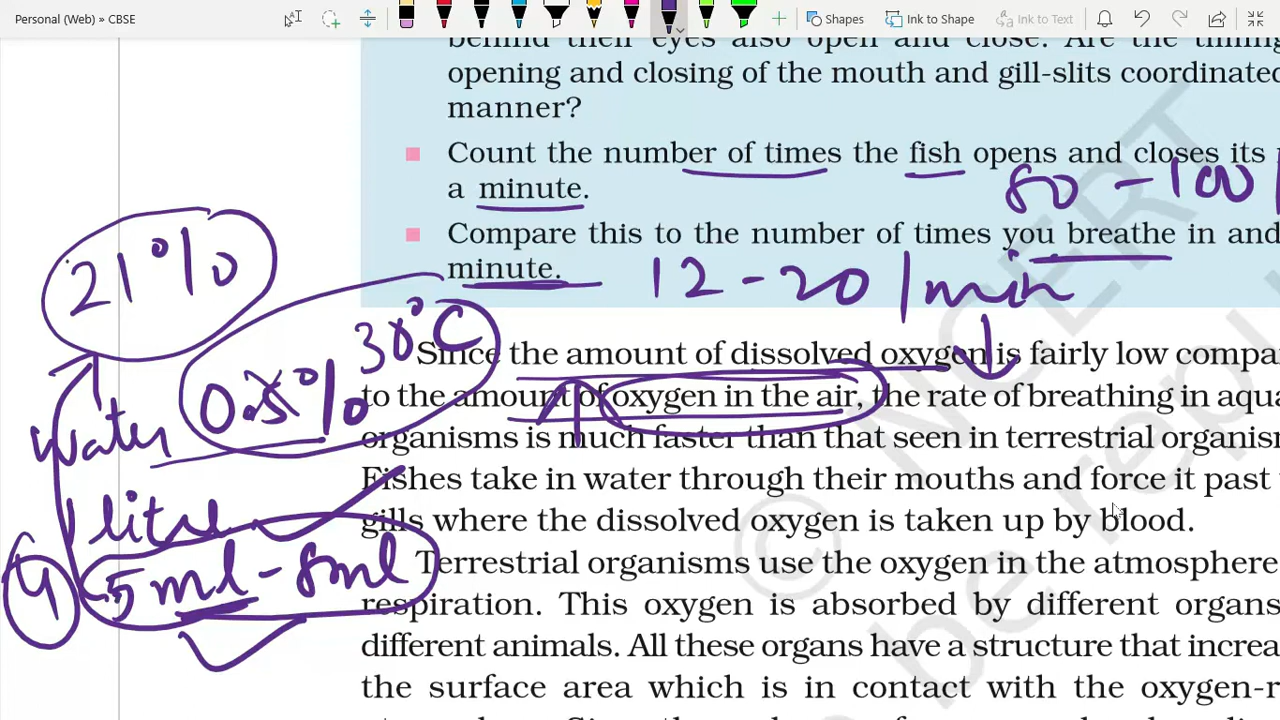 Personal (Web) » CBSE
Shapes
Ink to Shape
Ink to Text
behind their eyes also open and close. Are the timing
opening and closing of the mouth and gill-slits coordinated
manner?
Count the number of times the fish opens and closes its
a minute.
80 - 100 |
Compare this to the number of times you breathe in and
minute.
12 - 20 | min
21 %
30°C
0.5 %
Since the amount of dissolved oxygen is fairly low compa
to the amount of oxygen in the air, the rate of breathing in aqua
water
organisms is much faster than that seen in terrestrial organism
Fishes take in water through their mouths and force it past
1 litre
gills where the dissolved oxygen is taken up by blood.
4
5 ml - 8 ml
Terrestrial organisms use the oxygen in the atmosphere
respiration. This oxygen is absorbed by different organs
different animals. All these organs have a structure that increa
the surface area which is in contact with the oxygen-r
© NCERT
be repu